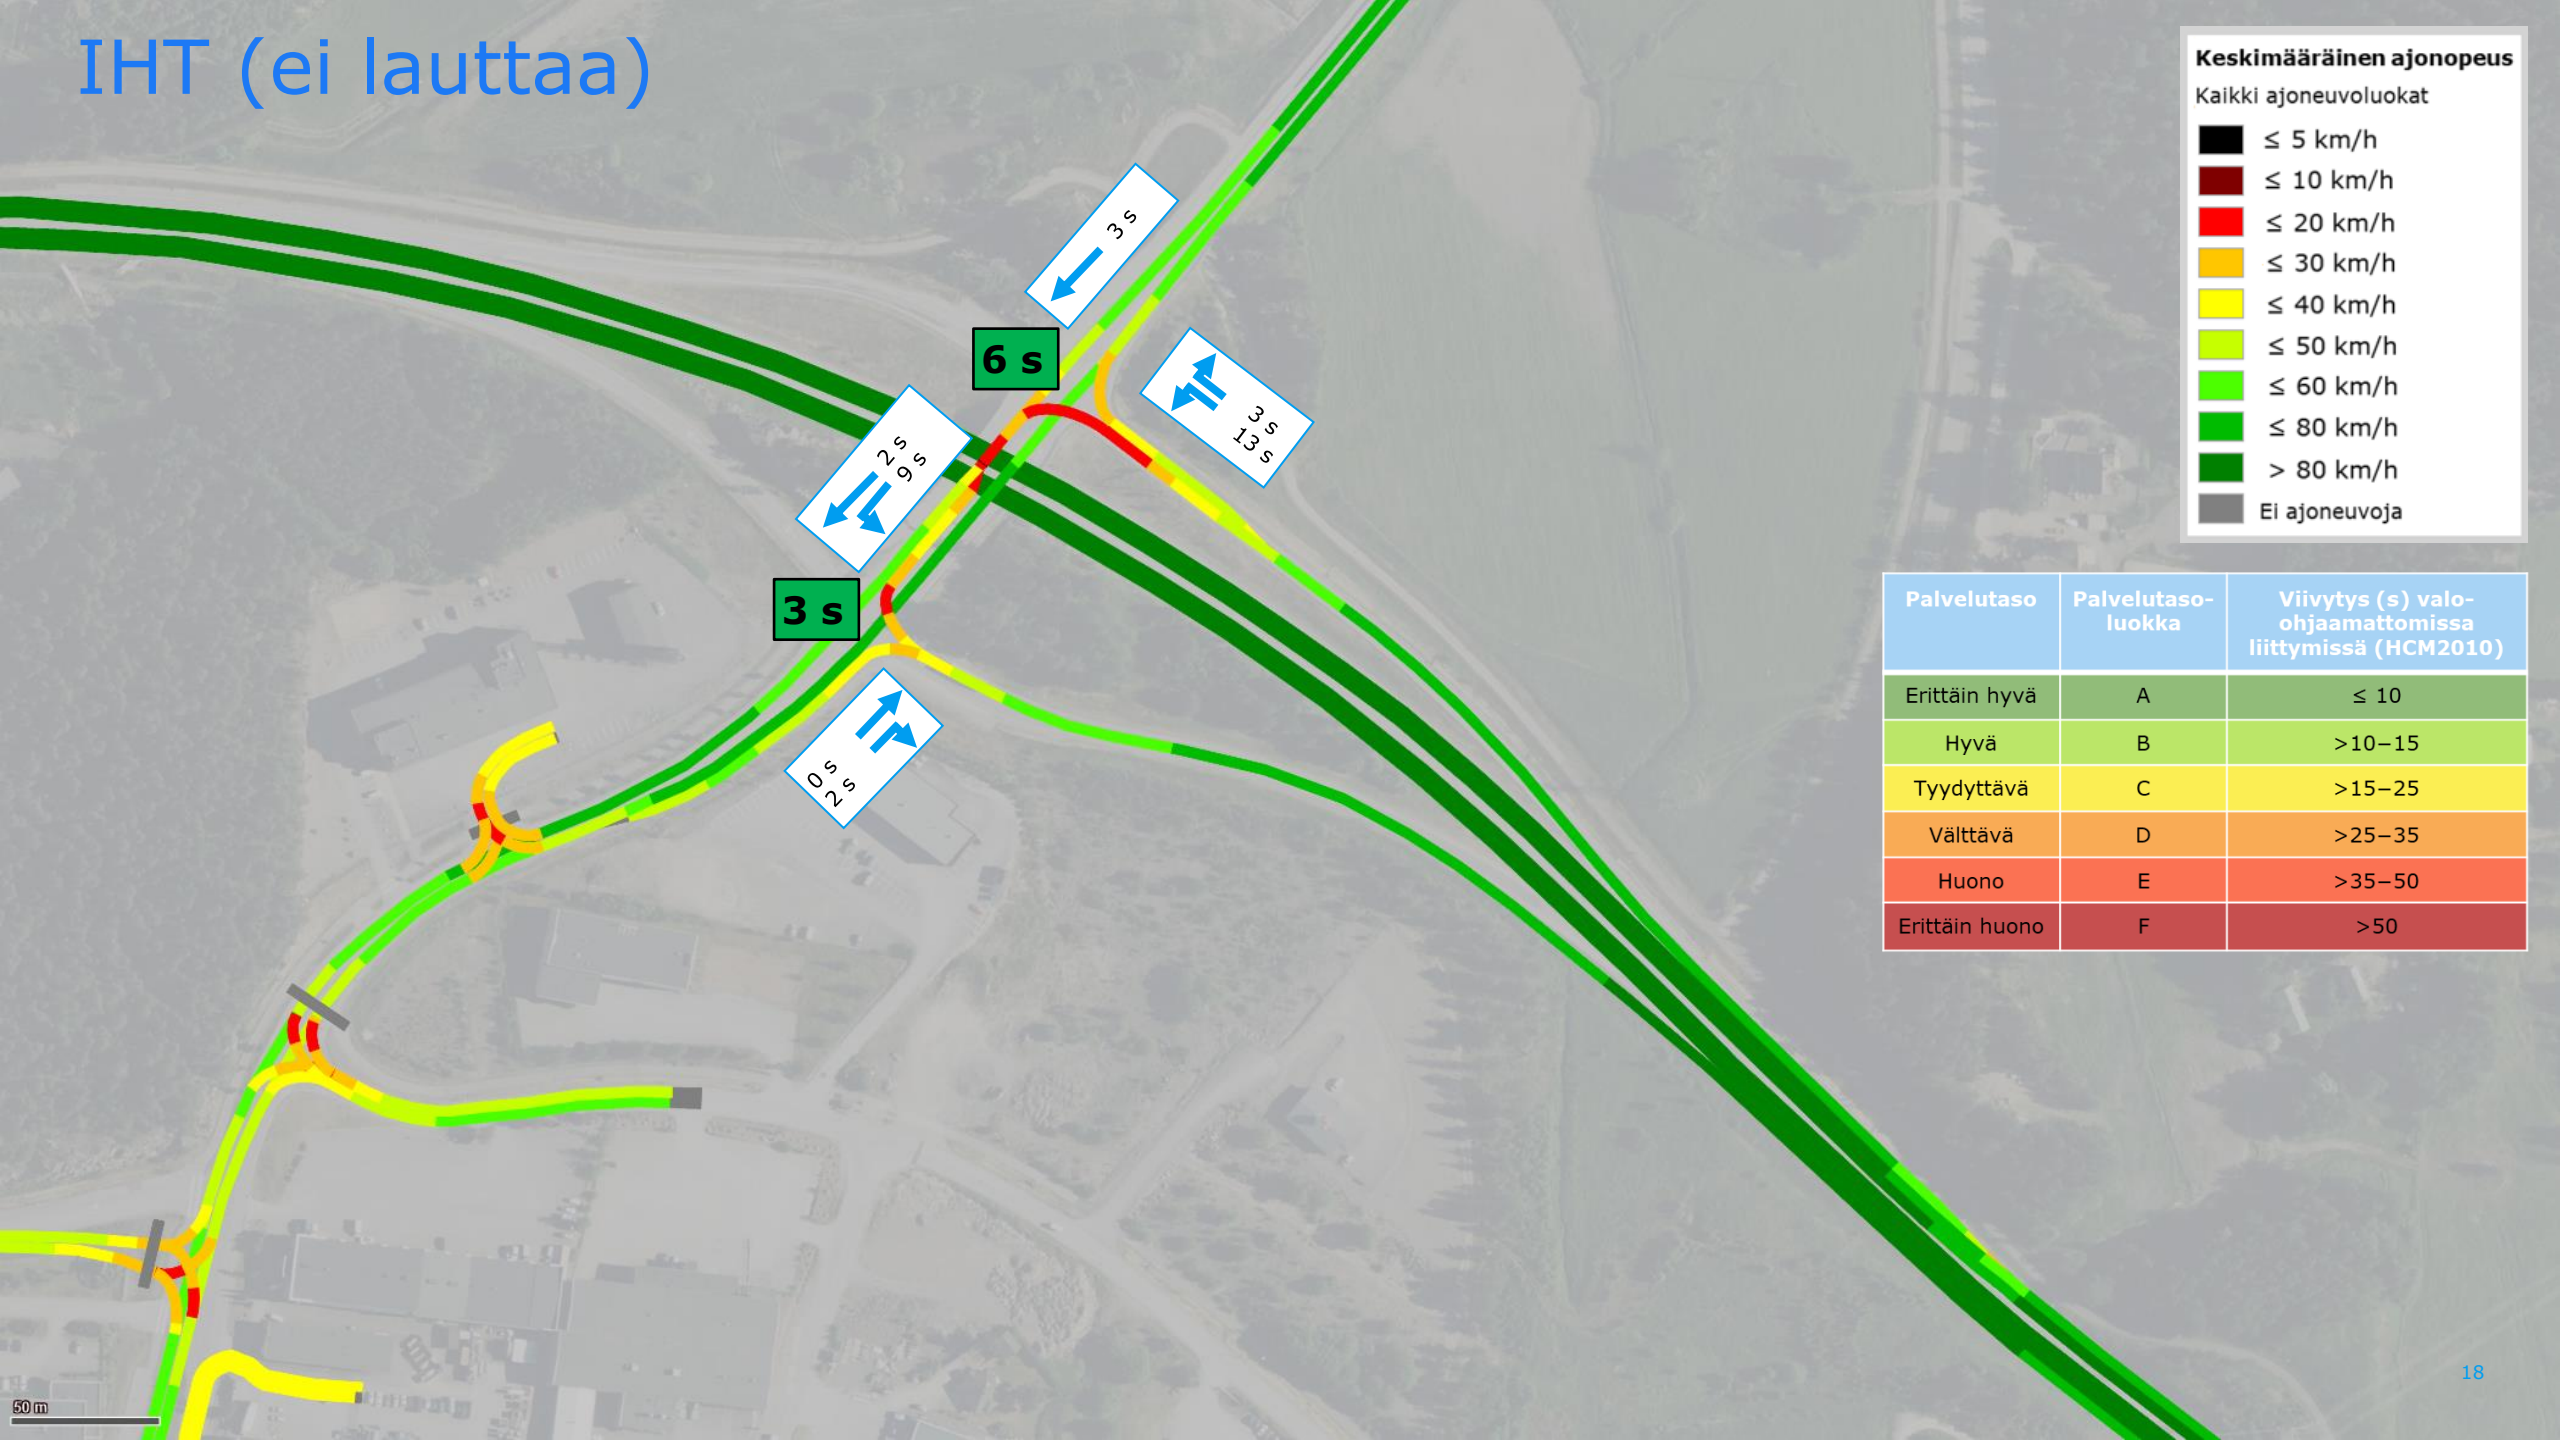 IHT (ei lauttaa)
Keskimääräinen ajonopeus
Kaikki ajoneuvoluokat
≤ 5 km/h
≤ 10 km/h
≤ 20 km/h
≤ 30 km/h
≤ 40 km/h
≤ 50 km/h
≤ 60 km/h
≤ 80 km/h
> 80 km/h
Ei ajoneuvoja
3 s
6 s
3 s
13 s
2 s
9 s
3 s
0 s
2 s
Palvelutaso Palvelutaso-luokka Viivytys (s) valo-ohjaamattomissa liittymissä (HCM2010)
Erittäin hyvä A ≤ 10
Hyvä B >10–15
Tyydyttävä C >15–25
Välttävä D >25–35
Huono E >35–50
Erittäin huono F >50
50 m
18